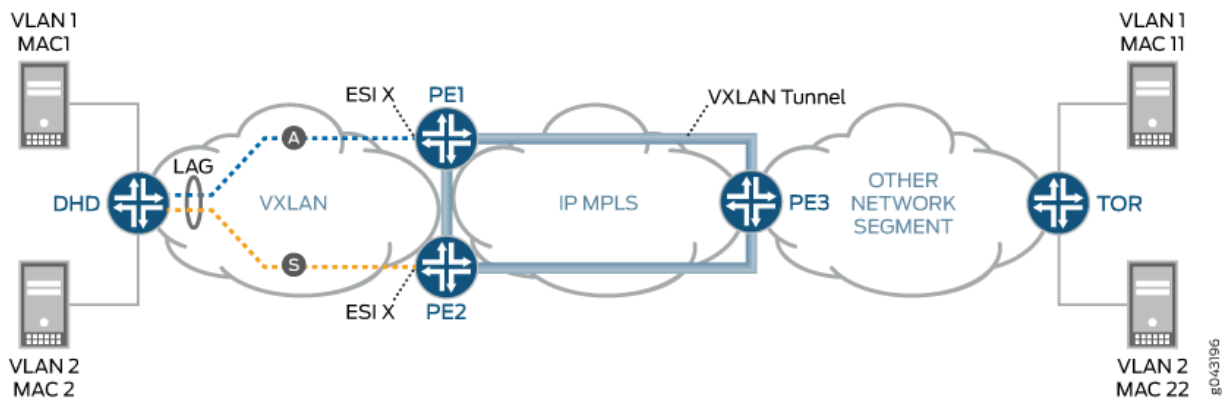 VLAN 1
MAC1
VLAN 1
MAC 11
ESI X
PE1
VXLAN Tunnel
A
LAG
DHD
VXLAN
IP MPLS
PE3
OTHER
NETWORK
SEGMENT
TOR
S
ESI X
PE2
VLAN 2
MAC 2
VLAN 2
MAC 22
g043196